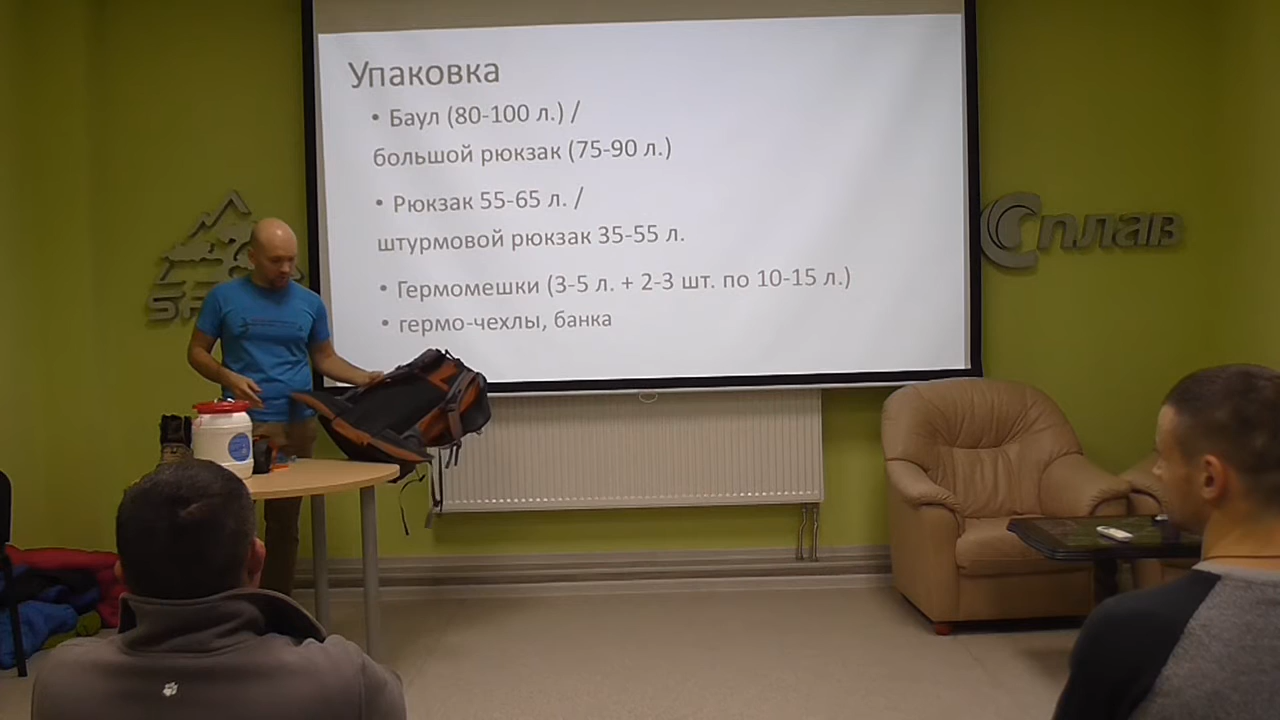 Упаковка
• Баул (80-100 л.) /
большой рюкзак (75-90 л.)
• Рюкзак 55-65 л. /
штурмовой рюкзак 35-55 л.
• Гермомешки (3-5 л. + 2-3 шт. по 10-15 л.)
• гермо-чехлы, банка
Сплав